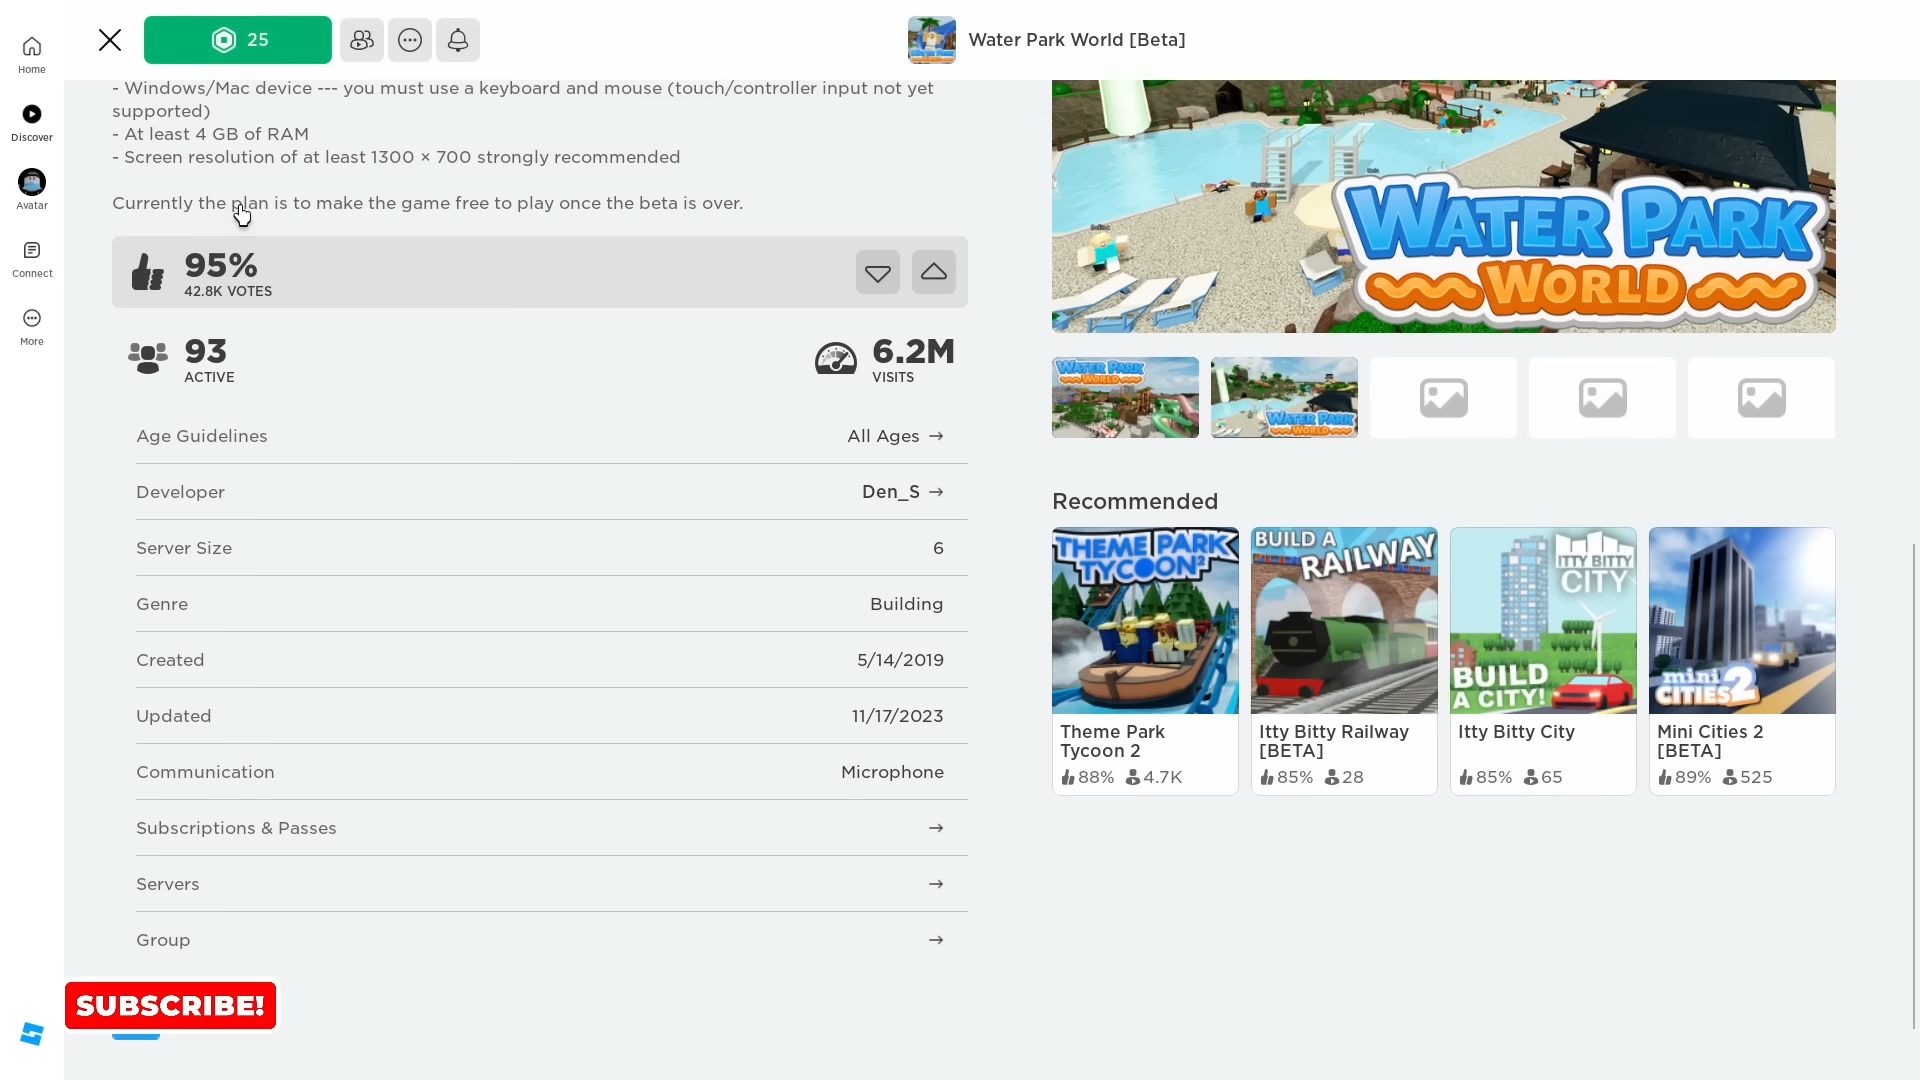 25
Water Park World [Beta]
Home
Discover
Avatar
Connect
More
- Windows/Mac device --- you must use a keyboard and mouse (touch/controller input not yet
supported)
- At least 4 GB of RAM
- Screen resolution of at least 1300 × 700 strongly recommended
Currently the plan is to make the game free to play once the beta is over.
95%
42.8K VOTES
93
ACTIVE
6.2M
VISITS
Age Guidelines
All Ages →
Developer
Den_S →
Server Size
6
Genre
Building
Created
5/14/2019
Updated
11/17/2023
Communication
Microphone
Subscriptions & Passes →
Servers →
Group →
SUBSCRIBE!
WATER PARK
WORLD
WATER PARK
WORLD
WATER PARK
WORLD
Recommended
THEME PARK
TYCOON 2
BUILD A
RAILWAY
ITTY BITTY
CITY
BUILD
A CITY!
mini
CITIES 2
Theme Park
Tycoon 2
88% 4.7K
Itty Bitty Railway
[BETA]
85% 28
Itty Bitty City
85% 65
Mini Cities 2
[BETA]
89% 525